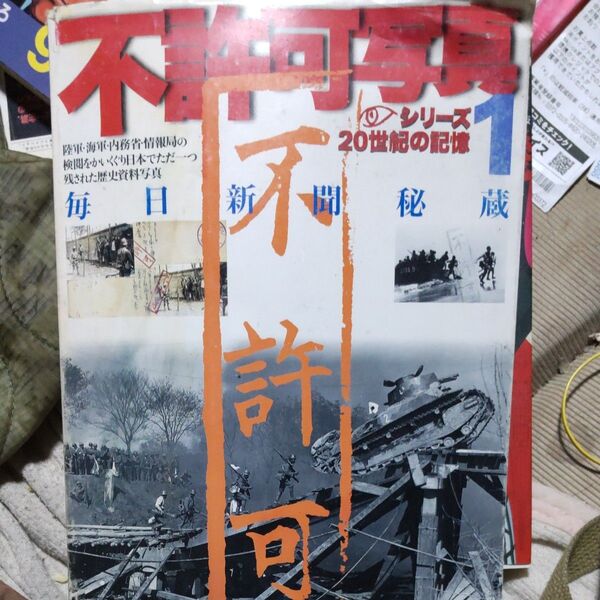 不許可写真
1
シリーズ
20世紀の記憶
陸軍・海軍・内務省・情報局の
検閲をかいくぐり日本でただ一つ
残された歴史資料写真
毎日新聞秘蔵
不許可